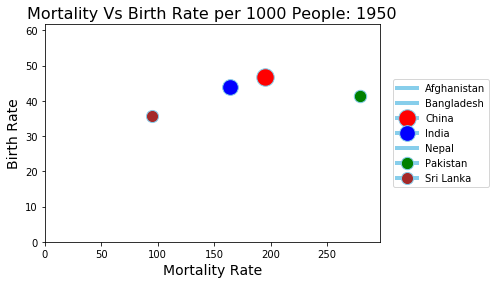 Mortality Vs Birth Rate per 1000 People: 1950
60
50
40
30
20
10
0
Birth Rate
0 50 100 150 200 250
Mortality Rate
Afghanistan
Bangladesh
China
India
Nepal
Pakistan
Sri Lanka